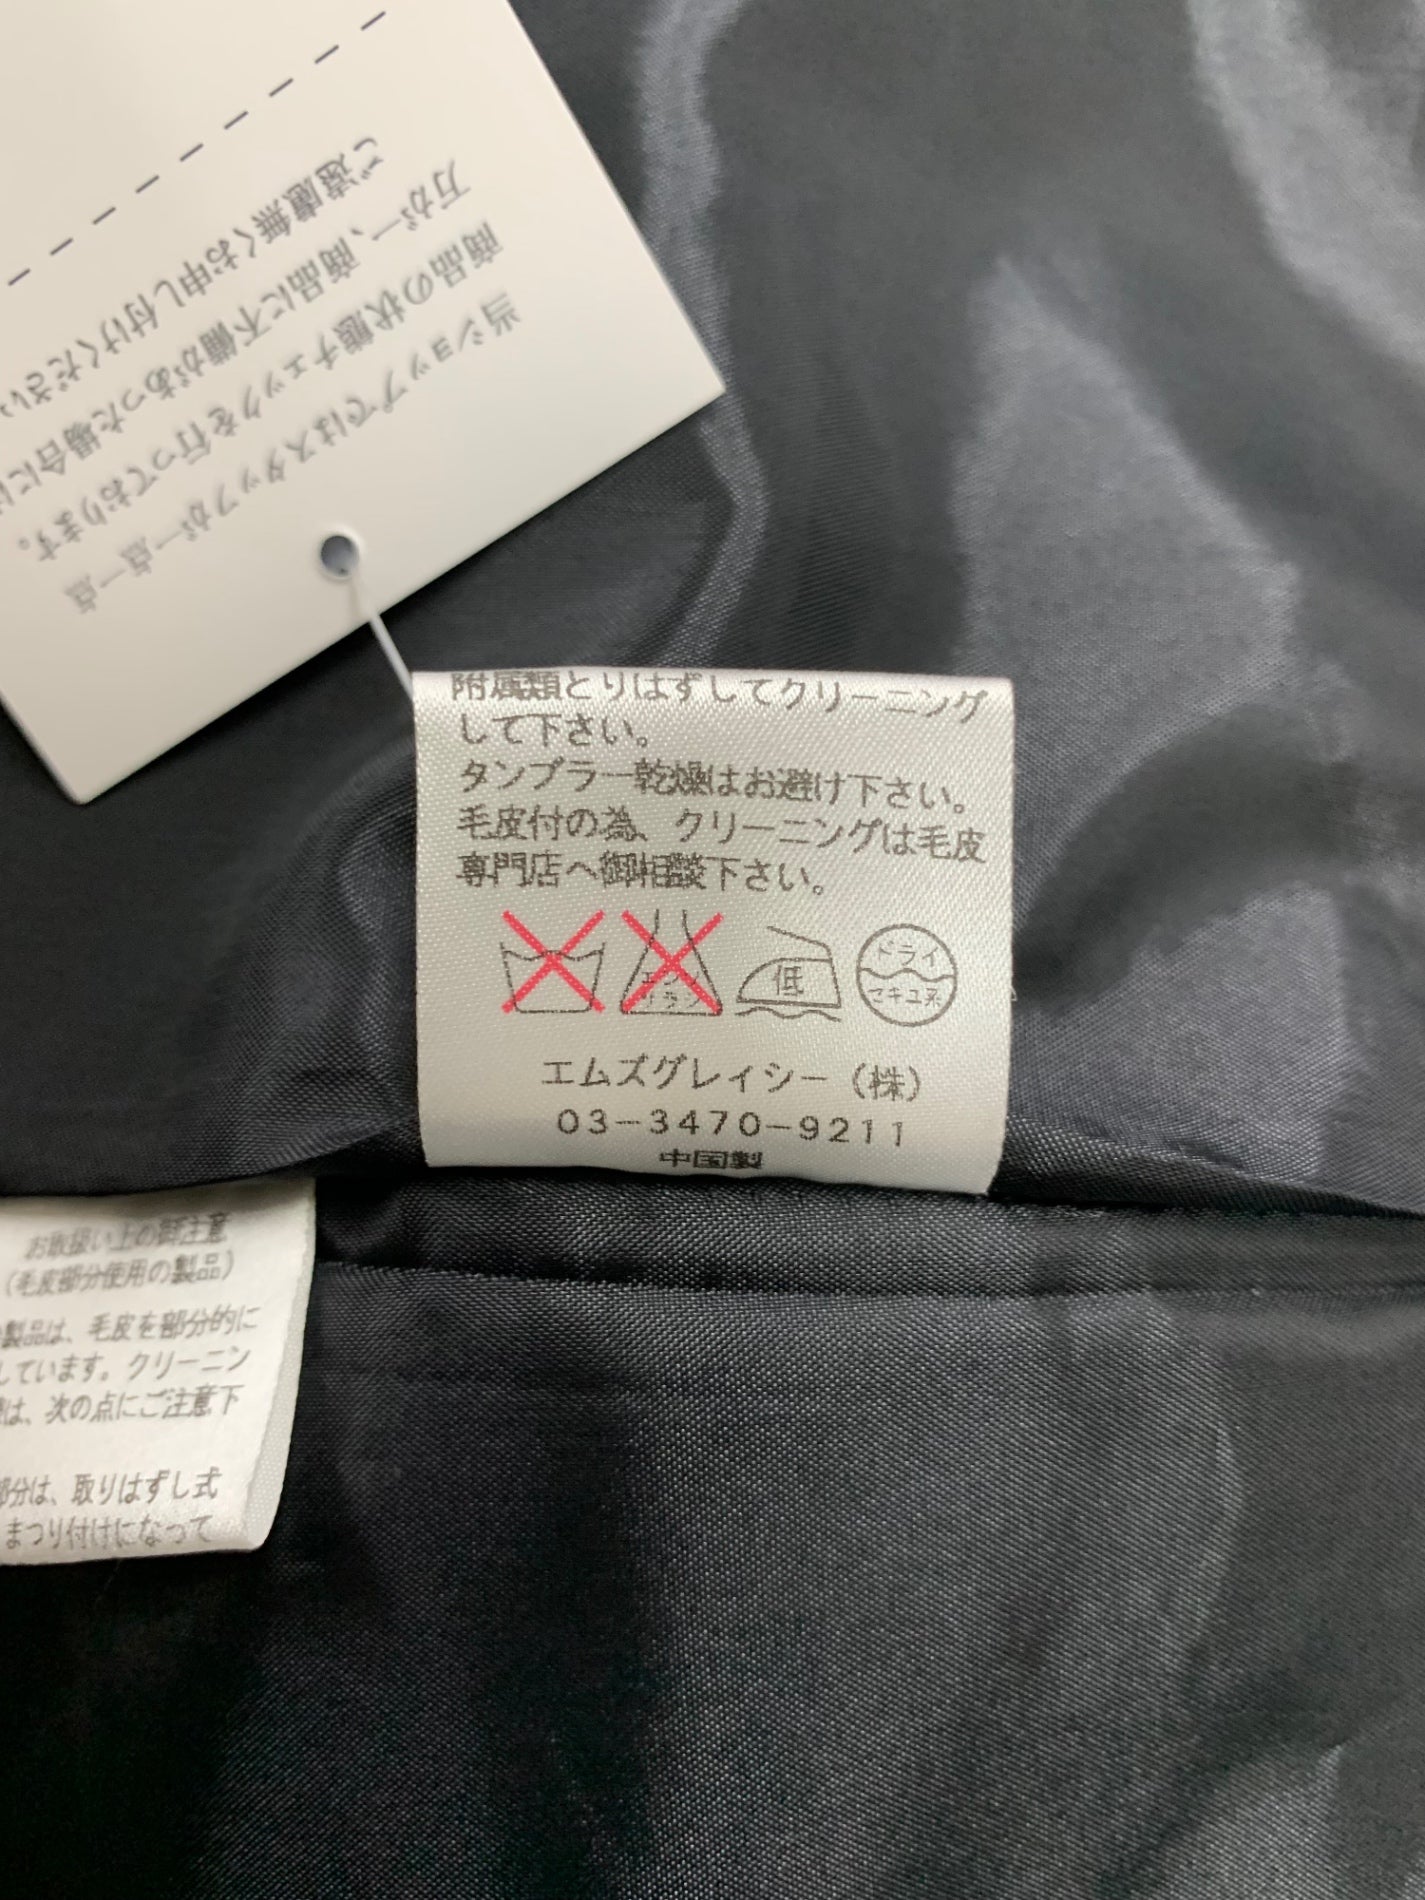 当ショップではスタッフが一点一点
商品の状態チェックを行っております。
万が一、商品に不備があった場合には
ご遠慮無くお申し付けください
附属類とりはずしてクリーニング
して下さい。
タンブラー乾燥はお避け下さい。
毛皮付の為、クリーニングは毛皮
専門店へ御相談下さい。
エンソ
サラシ
低
ドライ
セキユ系
エムズグレイシー（株）
03－3470－9211
中国製
お取扱い上の御注意
（毛皮部分使用の製品）
製品は、毛皮を部分的に
しています。クリーニン
は、次の点にご注意下
部分は、取りはずし式
まつり付けになって